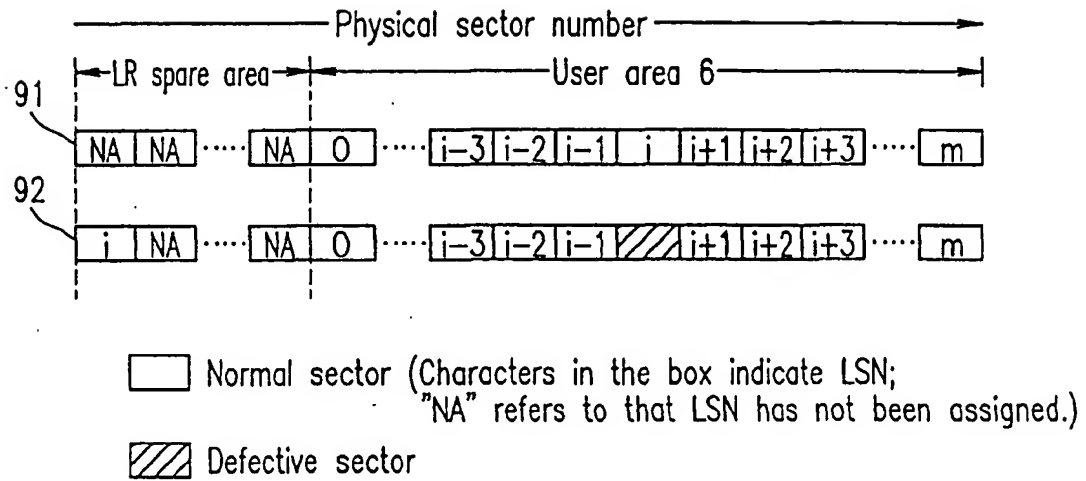 Physical sector number
LR spare area User area 6
91
NA NA ..... NA 0 ..... i-3 i-2 i-1 i i+1 i+2 i+3 ..... m
92
i NA ..... NA 0 ..... i-3 i-2 i-1 i+1 i+2 i+3 ..... m
Normal sector (Characters in the box indicate LSN;
"NA" refers to that LSN has not been assigned.)
Defective sector